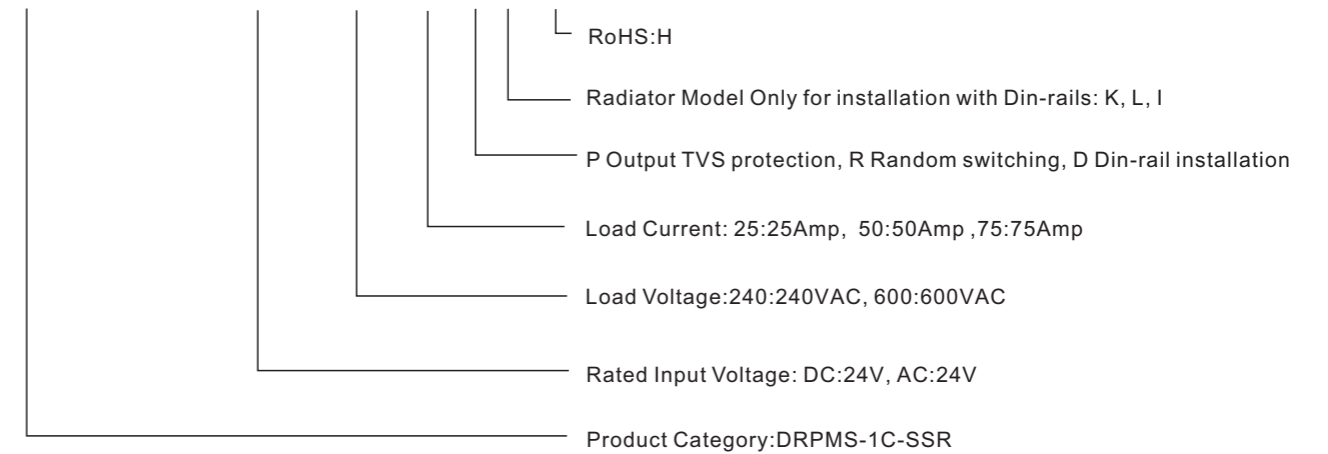 RoHS:H
Radiator Model Only for installation with Din-rails: K, L, I
P Output TVS protection, R Random switching, D Din-rail installation
Load Current: 25:25Amp,  50:50Amp ,75:75Amp
Load Voltage:240:240VAC, 600:600VAC
Rated Input Voltage: DC:24V, AC:24V
Product Category:DRPMS-1C-SSR